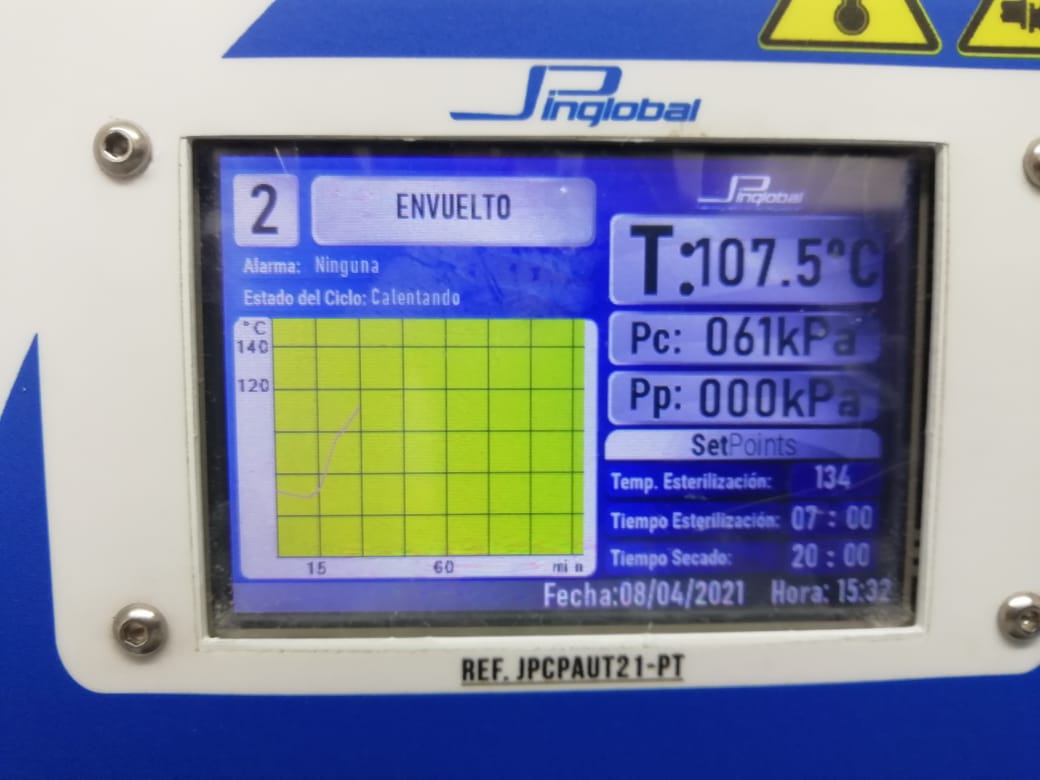 JPinglobal
2 ENVUELTO
JPinglobal
Alarma: Ninguna
Estado del Ciclo: Calentando
°C
140
120
15 60 min
T:107.5°C
Pc: 061kPa
Pp: 000kPa
SetPoints
Temp. Esterilización: 134
Tiempo Esterilización: 07 : 00
Tiempo Secado: 20 : 00
Fecha:08/04/2021 Hora: 15:32
REF. JPCPAUT21-PT